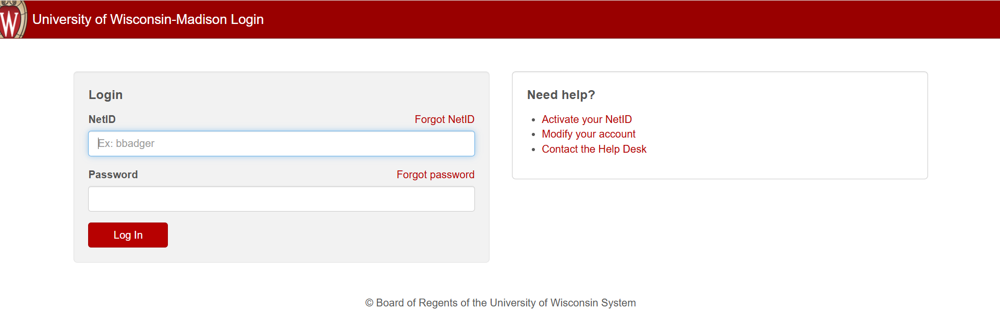 W
University of Wisconsin-Madison Login
Login
NetID
Forgot NetID
Ex: bbadger
Password
Forgot password
Log In
Need help?
Activate your NetID
Modify your account
Contact the Help Desk
© Board of Regents of the University of Wisconsin System